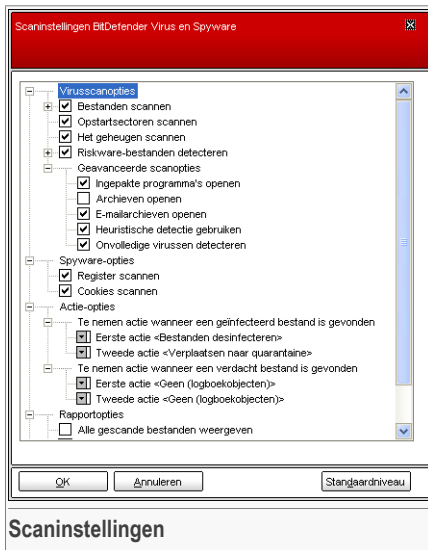 Scaninstellingen BitDefender Virus en Spyware
Virusscanopties
Bestanden scannen
Opstartsectoren scannen
Het geheugen scannen
Riskware-bestanden detecteren
Geavanceerde scanopties
Ingepakte programma's openen
Archieven openen
E-mailarchieven openen
Heuristische detectie gebruiken
Onvolledige virussen detecteren
Spyware-opties
Register scannen
Cookies scannen
Actie-opties
Te nemen actie wanneer een geïnfecteerd bestand is gevonden
Eerste actie <Bestanden desinfecteren>
Tweede actie <Verplaatsen naar quarantaine>
Te nemen actie wanneer een verdacht bestand is gevonden
Eerste actie <Geen (logboekobjecten)>
Tweede actie <Geen (logboekobjecten)>
Rapportopties
Alle gescande bestanden weergeven
OK Annuleren Standaardniveau
Scaninstellingen